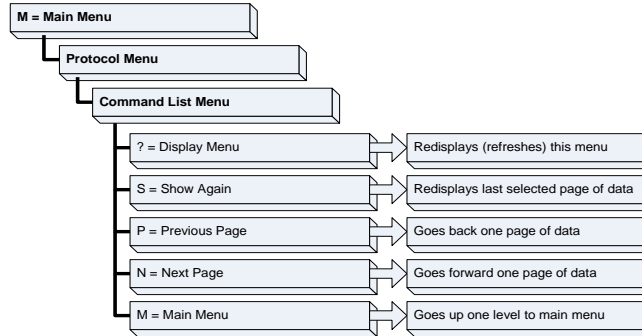 M = Main Menu
Protocol Menu
Command List Menu
? = Display Menu
Redisplays (refreshes) this menu
S = Show Again
Redisplays last selected page of data
P = Previous Page
Goes back one page of data
N = Next Page
Goes forward one page of data
M = Main Menu
Goes up one level to main menu